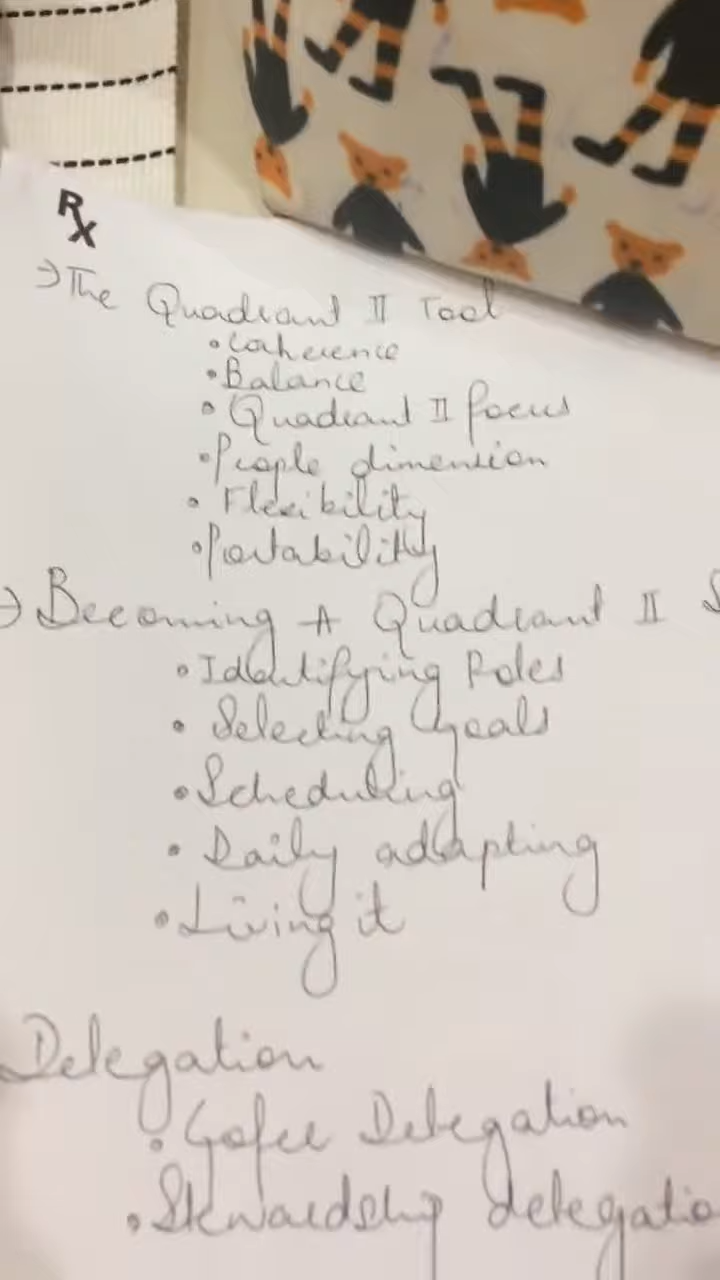 Rx
→The Quadrant II Tool
•Coherence
•Balance
•Quadrant II focus
•People dimension
•Flexibility
•Portability
→Becoming A Quadrant II S
•Identifying Roles
•Selecting Goals
•Scheduling
•Daily adapting
•Living it
Delegation
•Gofer Delegation
•Stewardship delegatio